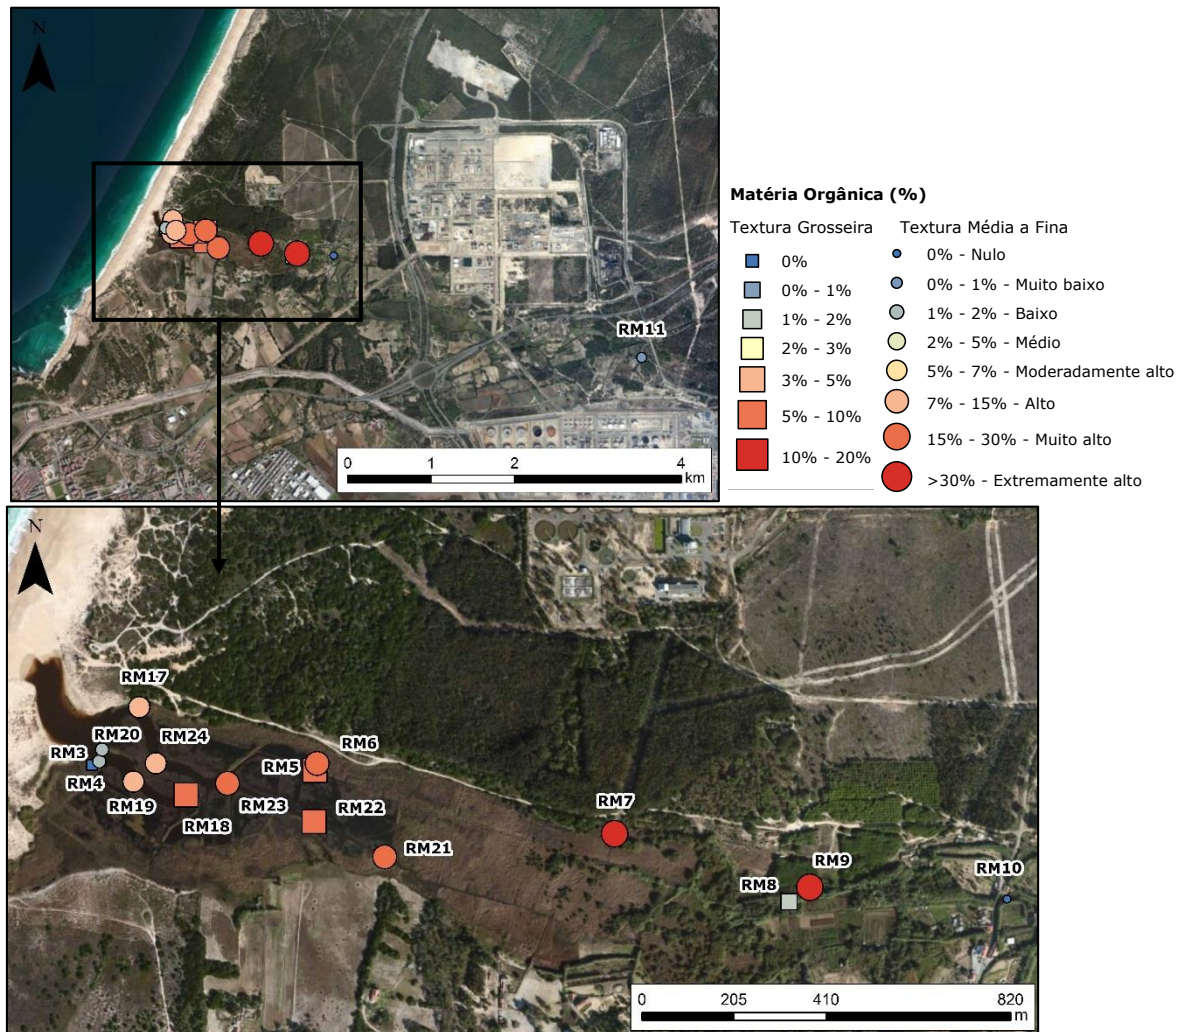 N
RM11
0 1 2 4
km
Matéria Orgânica (%)
Textura Grosseira
0%
0% - 1%
1% - 2%
2% - 3%
3% - 5%
5% - 10%
10% - 20%
Textura Média a Fina
0% - Nulo
0% - 1% - Muito baixo
1% - 2% - Baixo
2% - 5% - Médio
5% - 7% - Moderadamente alto
7% - 15% - Alto
15% - 30% - Muito alto
>30% - Extremamente alto
N
RM17
RM20
RM24
RM3
RM6
RM5
RM4
RM19
RM23
RM22
RM18
RM7
RM21
RM9
RM10
RM8
0 205 410 820
m